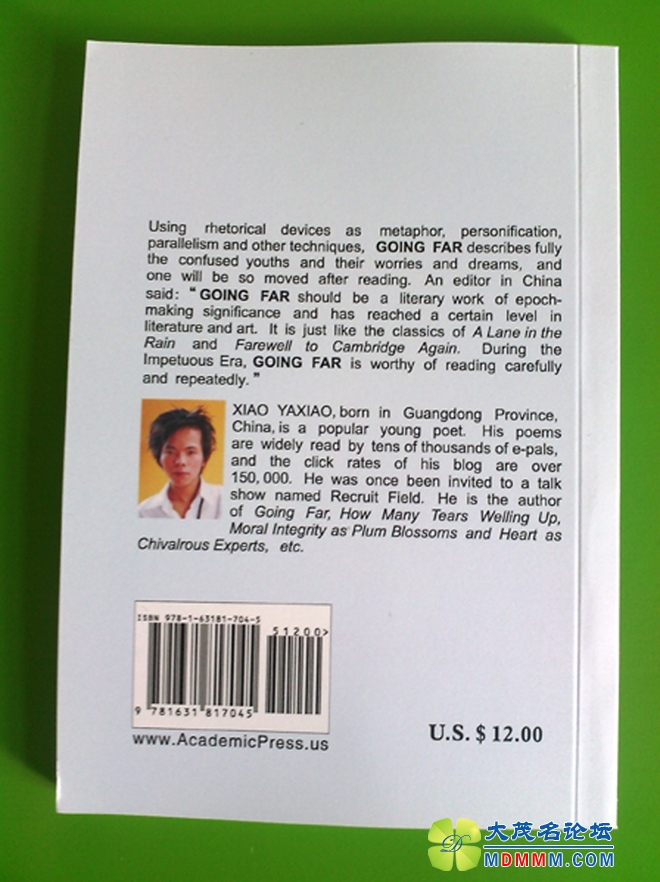 Using rhetorical devices as metaphor, personification,
parallelism and other techniques, GOING FAR describes fully
the confused youths and their worries and dreams, and
one will be so moved after reading. An editor in China
said: “ GOING FAR should be a literary work of epoch-
making significance and has reached a certain level in
literature and art. It is just like the classics of A Lane in the
Rain and Farewell to Cambridge Again. During the
Impetuous Era, GOING FAR is worthy of reading carefully
and repeatedly. ”
XIAO YAXIAO, born in Guangdong Province,
China, is a popular young poet. His poems
are widely read by tens of thousands of e-pals,
and the click rates of his blog are over
150,000. He was once been invited to a talk
show named Recruit Field. He is the author
of Going Far, How Many Tears Welling Up,
Moral Integrity as Plum Blossoms and Heart as
Chivalrous Experts, etc.
ISBN 978-1-63181-704-5
51200>
9 781631 817045
www.AcademicPress.us
U.S. $ 12.00
大茂名论坛
MDMMM.COM